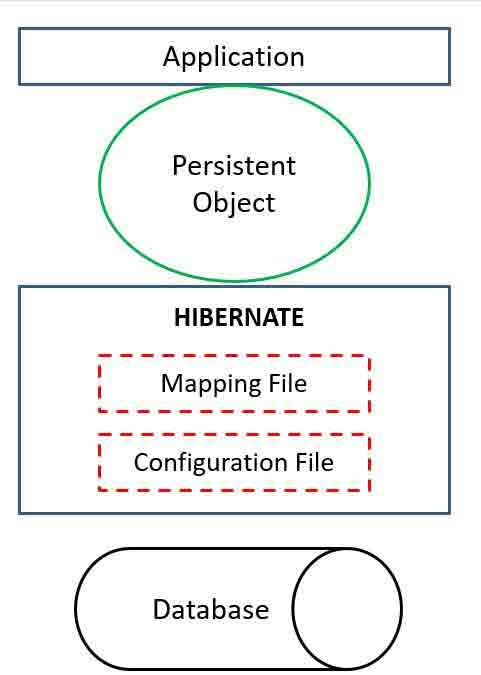 Application
Persistent
Object
HIBERNATE
Mapping File
Configuration File
Database